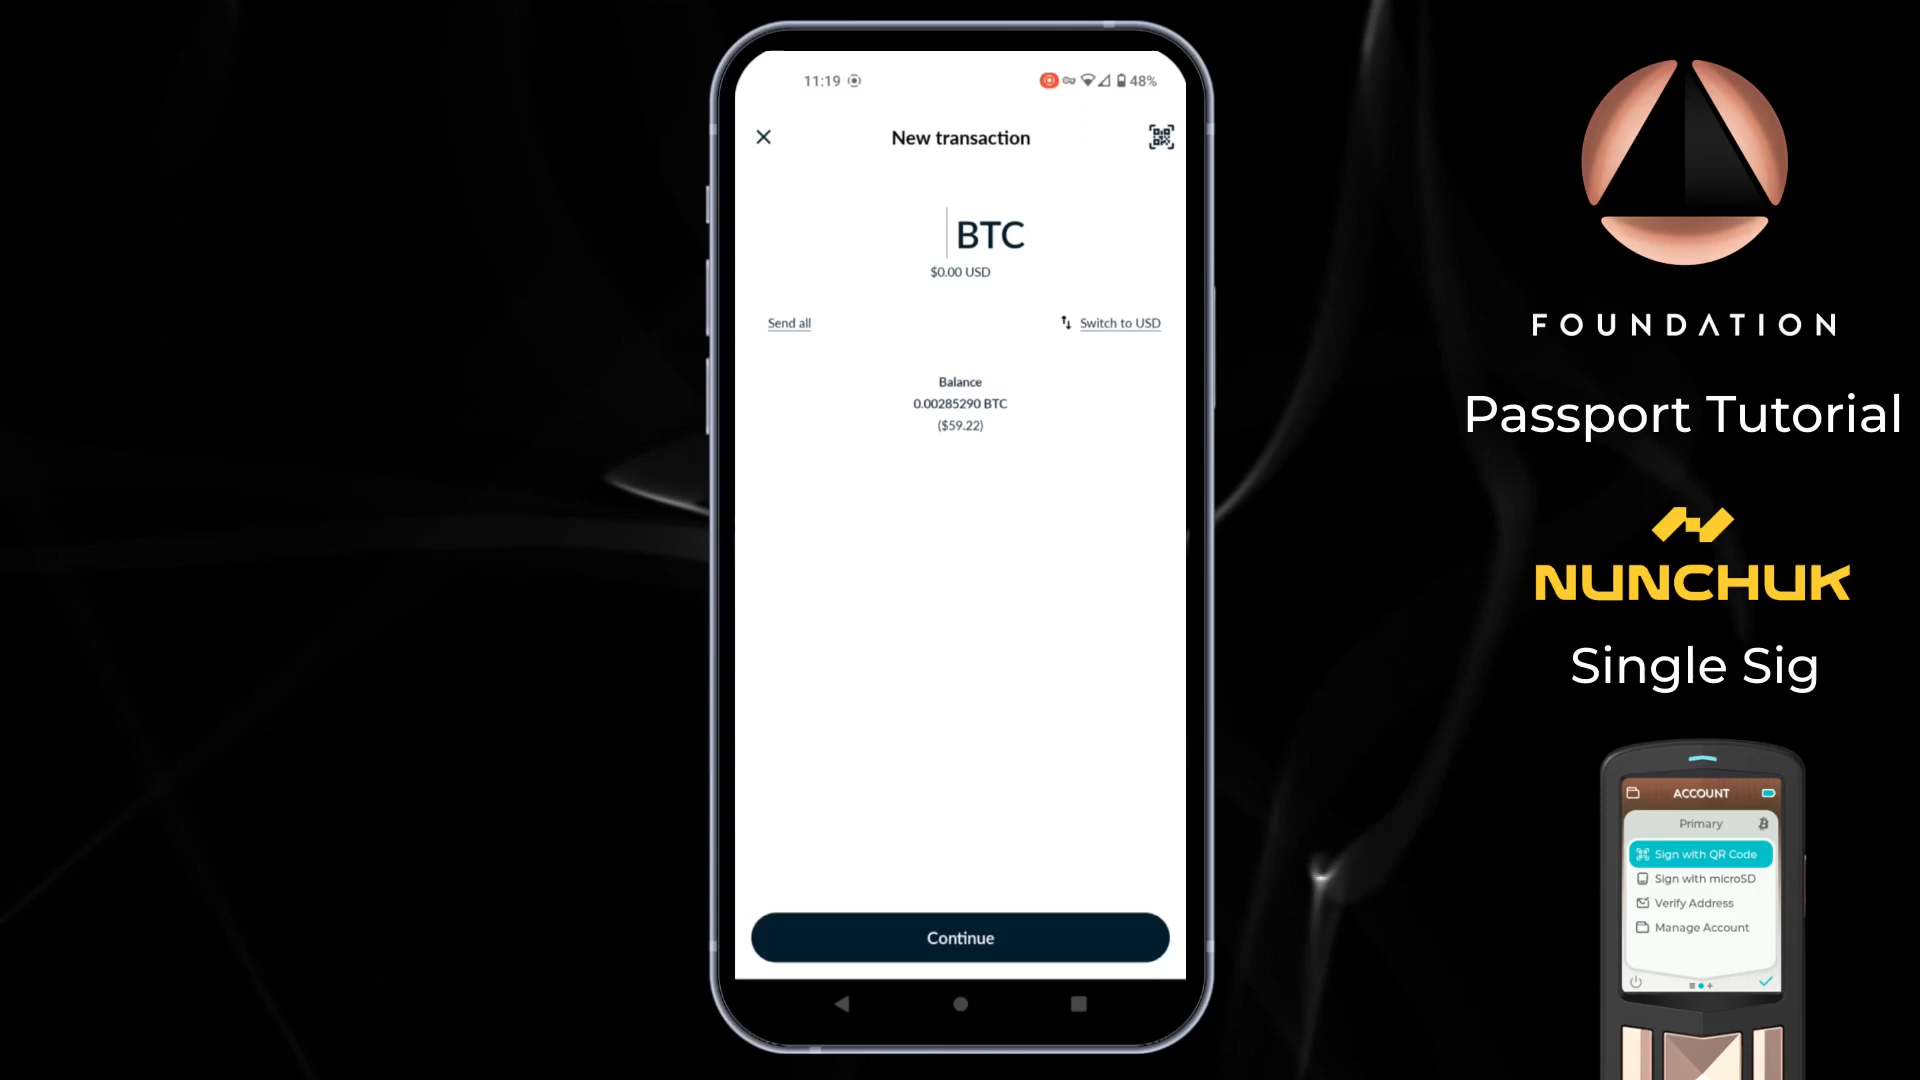 11:19
48%
New transaction
BTC
$0.00 USD
Send all
Switch to USD
Balance
0.00285290 BTC
($59.22)
Continue
FOUNDATION
Passport Tutorial
NUNCHUK
Single Sig
ACCOUNT
Primary
Sign with QR Code
Sign with microSD
Verify Address
Manage Account